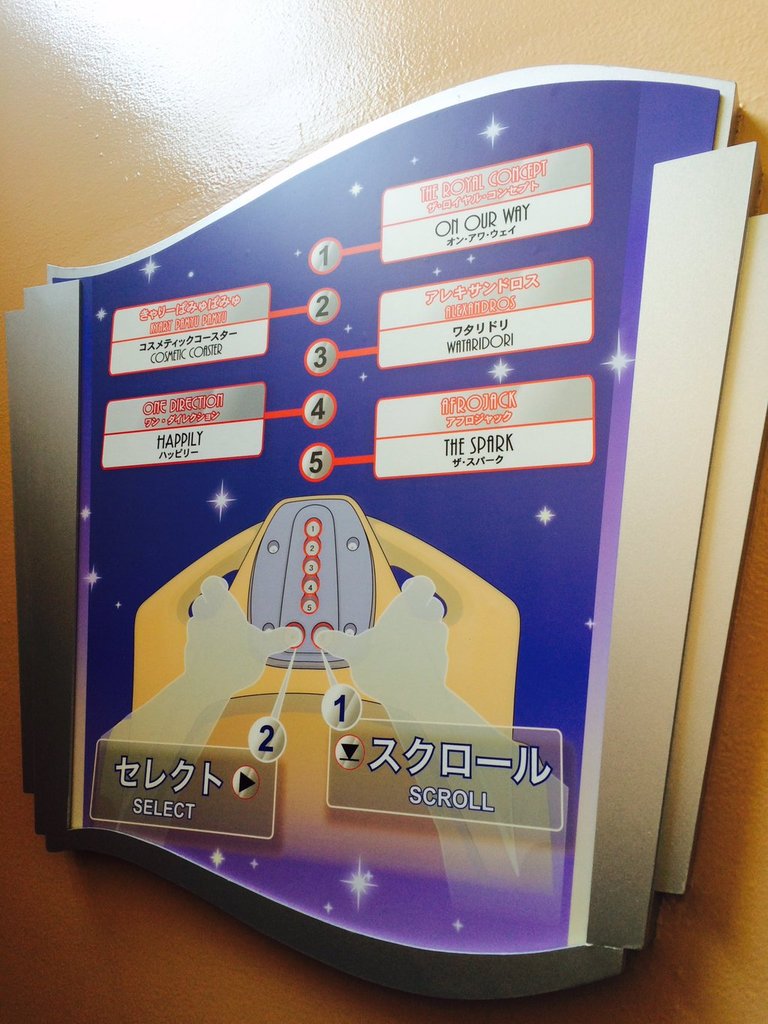 1
THE ROYAL CONCEPT
ザ・ロイヤル・コンセプト
ON OUR WAY
オン・アワ・ウェイ
2
きゃりーぱみゅぱみゅ
KYARY PAMYU PAMYU
コスメティックコースター
COSMETIC COASTER
3
アレキサンドロス
ALEXANDROS
ワタリドリ
WATARIDORI
4
ONE DIRECTION
ワン・ダイレクション
HAPPILY
ハッピリー
5
AFROJACK
アフロジャック
THE SPARK
ザ・スパーク
1
2
3
4
5
1
スクロール
SCROLL
2
セレクト
SELECT